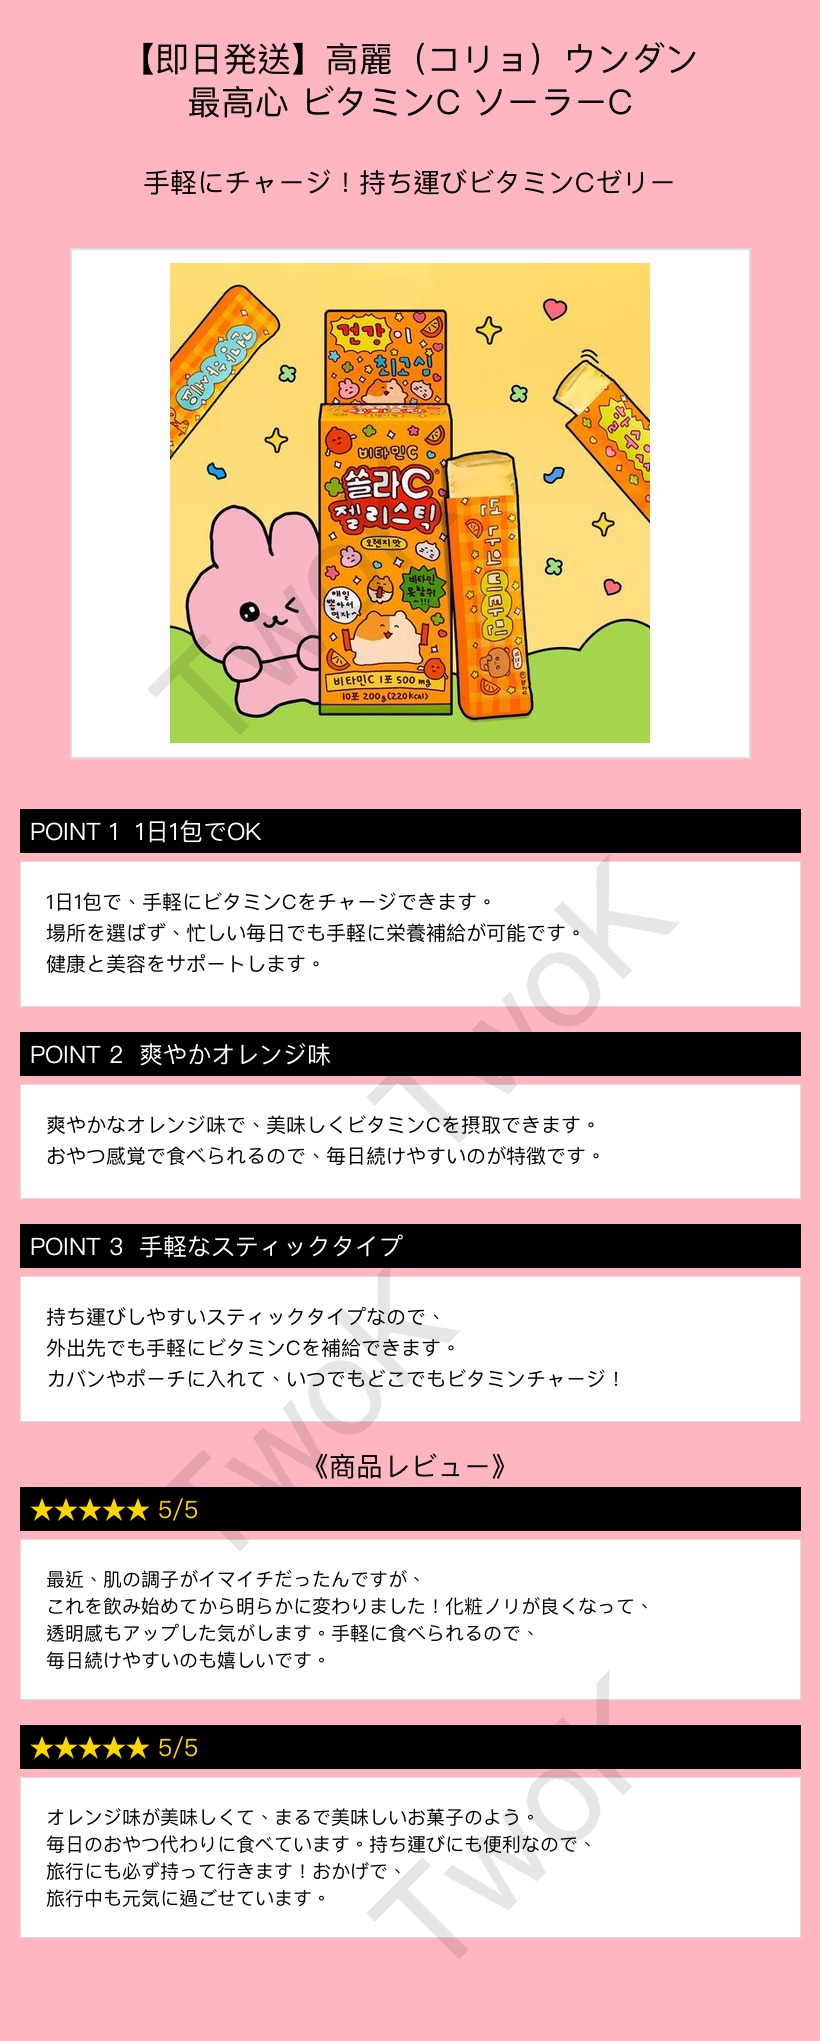 【即日発送】高麗（コリョ）ウンダン
最高心 ビタミンC ソーラーC
手軽にチャージ！持ち運びビタミンCゼリー
건강이
최고심
비타민C
쏠라C®
젤리스틱
오렌지 맛
매일
뽑아서
먹자~
비타민
못참쥐
~!!
비타민C 1포 500 mg
10포 200g(220kcal)
또 나의 비타민
TwoK
POINT 1 1日1包でOK
1日1包で、手軽にビタミンCをチャージできます。
場所を選ばず、忙しい毎日でも手軽に栄養補給が可能です。
健康と美容をサポートします。
TwoK
POINT 2 爽やかオレンジ味
爽やかなオレンジ味で、美味しくビタミンCを摂取できます。
おやつ感覚で食べられるので、毎日続けやすいのが特徴です。
POINT 3 手軽なスティックタイプ
持ち運びしやすいスティックタイプなので、
外出先でも手軽にビタミンCを補給できます。
カバンやポーチに入れて、いつでもどこでもビタミンチャージ！
TwoK
《商品レビュー》
★★★★★ 5/5
最近、肌の調子がイマイチだったんですが、
これを飲み始めてから明らかに変わりました！化粧ノリが良くなって、
透明感もアップした気がします。手軽に食べられるので、
毎日続けやすいのも嬉しいです。
★★★★★ 5/5
オレンジ味が美味しくて、まるで美味しいお菓子のよう。
毎日のおやつ代わりに食べています。持ち運びにも便利なので、
旅行にも必ず持って行きます！おかげで、
旅行中も元気に過ごせています。
TwoK